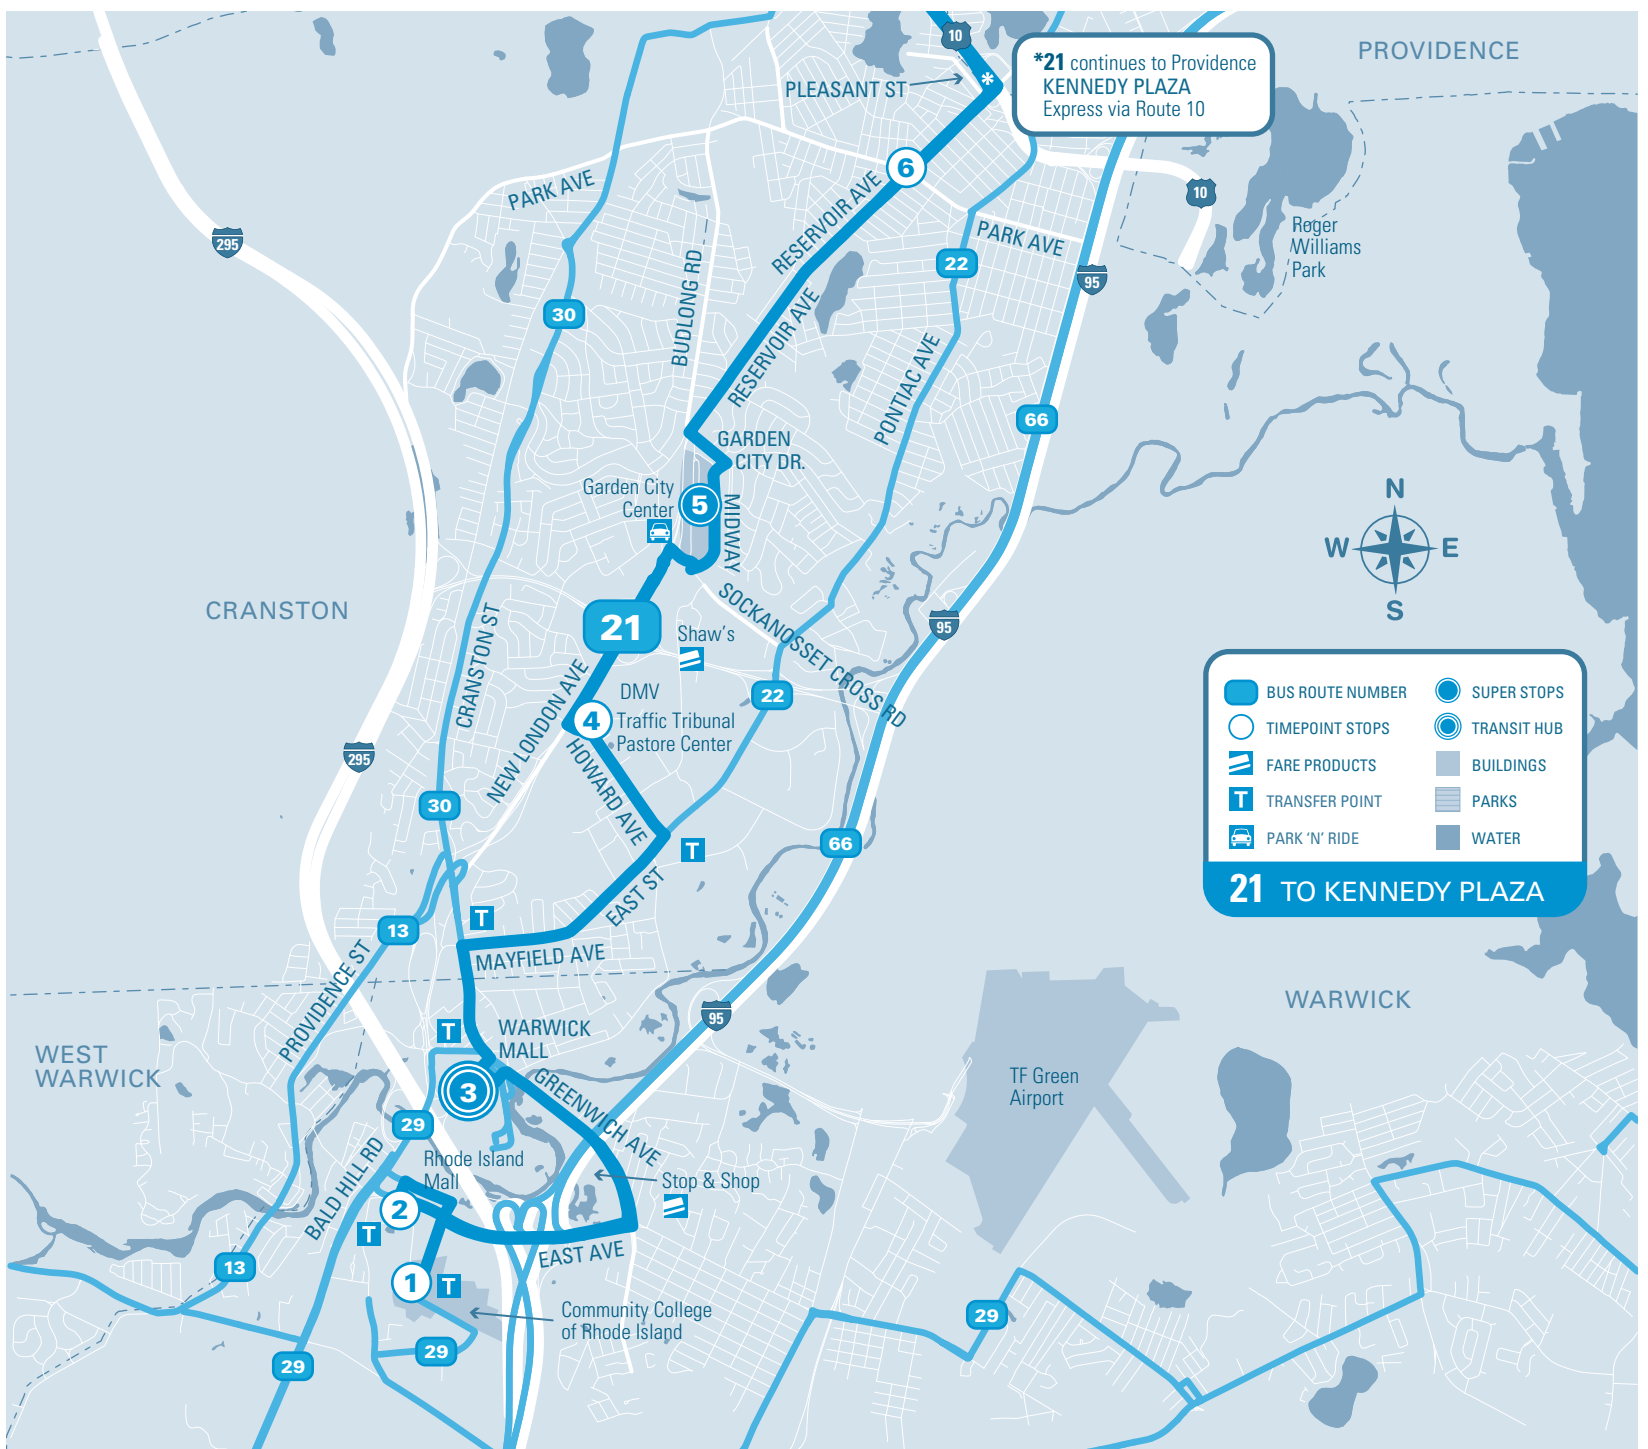 10
PROVIDENCE
*21 continues to Providence
KENNEDY PLAZA
Express via Route 10
PLEASANT ST
*
6
PARK AVE
10
RESERVOIR AVE
Roger
Williams
Park
295
PARK AVE
22
95
BUDLONG RD
30
RESERVOIR AVE
PONTIAC AVE
66
GARDEN
CITY DR.
Garden City
Center
5
MIDWAY
N
W
E
S
CRANSTON
21
SOCKANOSSET CROSS RD
95
Shaw's
CRANSTON ST
NEW LONDON AVE
DMV
22
4
Traffic Tribunal
Pastore Center
BUS ROUTE NUMBER
SUPER STOPS
TIMEPOINT STOPS
TRANSIT HUB
FARE PRODUCTS
BUILDINGS
T
TRANSFER POINT
PARKS
PARK 'N' RIDE
WATER
21 TO KENNEDY PLAZA
295
HOWARD AVE
30
66
T
EAST ST
T
13
MAYFIELD AVE
PROVIDENCE ST
WARWICK
95
T
WARWICK
MALL
WEST
WARWICK
3
GREENWICH AVE
TF Green
Airport
29
BALD HILL RD
Rhode Island
Mall
Stop & Shop
2
T
EAST AVE
13
1
T
Community College
of Rhode Island
29
29
29